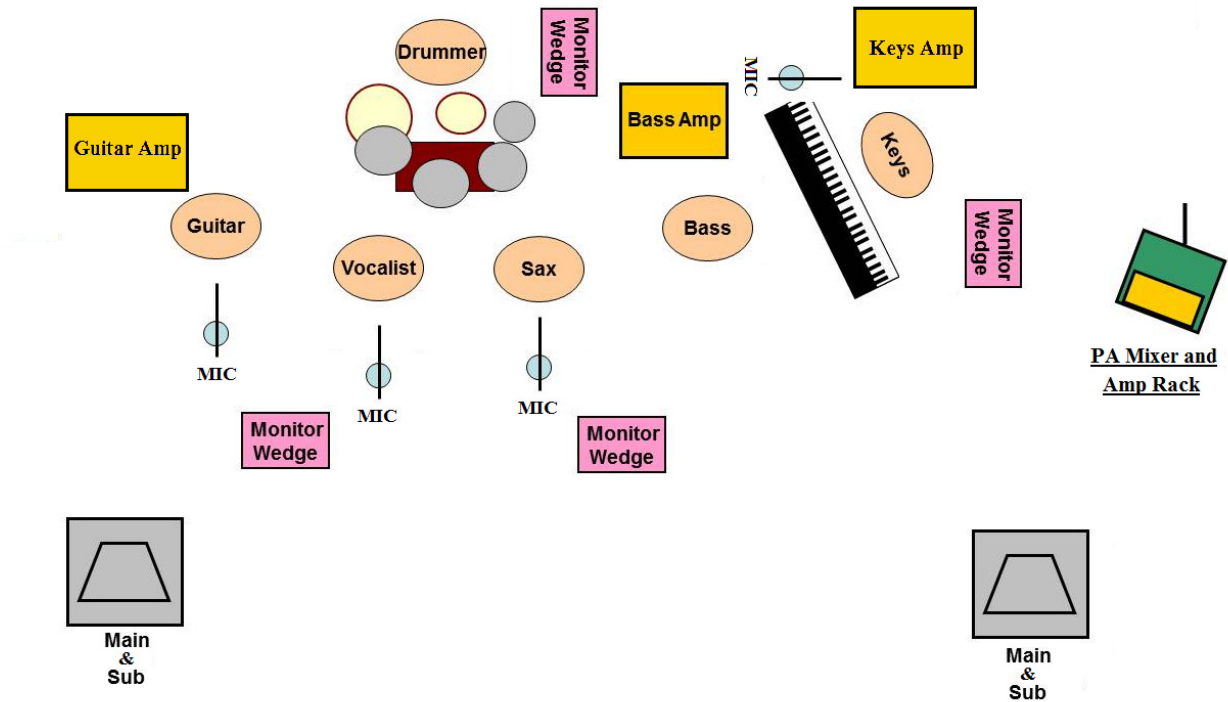 Drummer
Monitor
Wedge
Keys Amp
MIC
Bass Amp
Guitar Amp
Keys
Guitar
Bass
Monitor
Wedge
Vocalist
Sax
PA Mixer and
Amp Rack
MIC
MIC
MIC
Monitor
Wedge
Monitor
Wedge
Main
&
Sub
Main
&
Sub